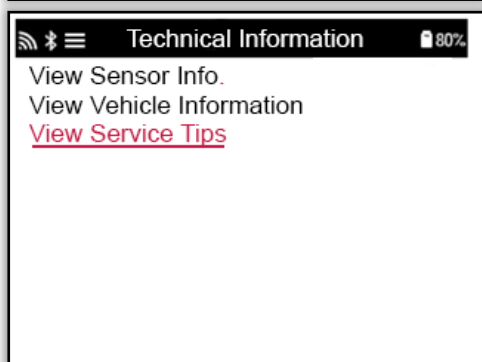 Technical Information 80%
View Sensor Info.
View Vehicle Information
View Service Tips